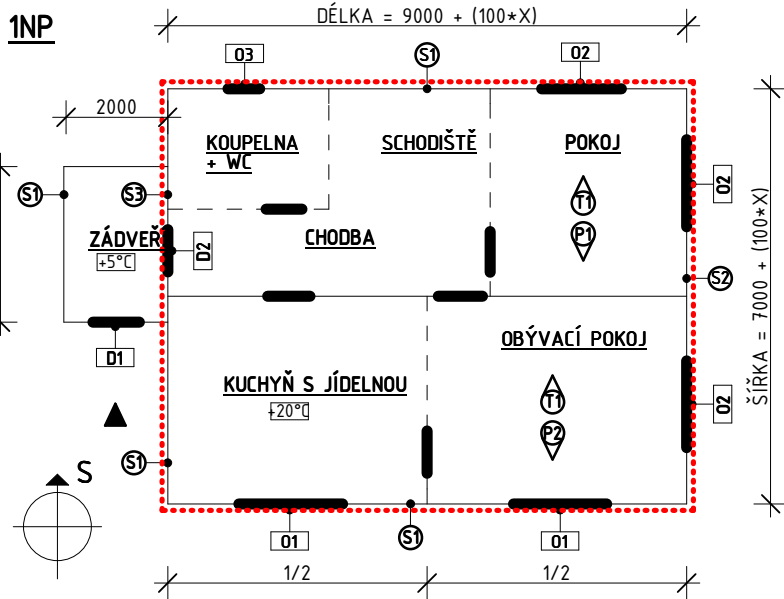 1NP
DÉLKA = 9000 + (100*X)
O3
S1
O2
2000
KOUPELNA
+ WC
SCHODIŠTĚ
POKOJ
S1
S3
T1
O2
ZÁDVEŘ
+5°C
D2
CHODBA
P1
S2
ŠÍŘKA = 7000 + (100*X)
D1
OBÝVACÍ POKOJ
KUCHYŇ S JÍDELNOU
+20°C
T1
O2
P2
S1
S
O1
S1
O1
1/2
1/2